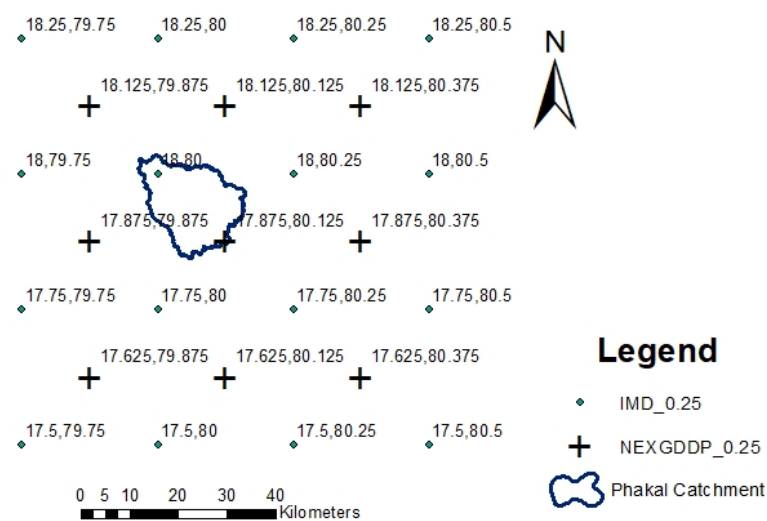 18.25,79.75 18.25,80 18.25,80.25 18.25,80.5
N
18.125,79.875 18.125,80.125 18.125,80.375
18,79.75 18,80 18,80.25 18,80.5
17.875,79.875 17.875,80.125 17.875,80.375
17.75,79.75 17.75,80 17.75,80.25 17.75,80.5
17.625,79.875 17.625,80.125 17.625,80.375
17.5,79.75 17.5,80 17.5,80.25 17.5,80.5
0 5 10 20 30 40
Kilometers
Legend
IMD_0.25
NEXGDDP_0.25
Phakal Catchment